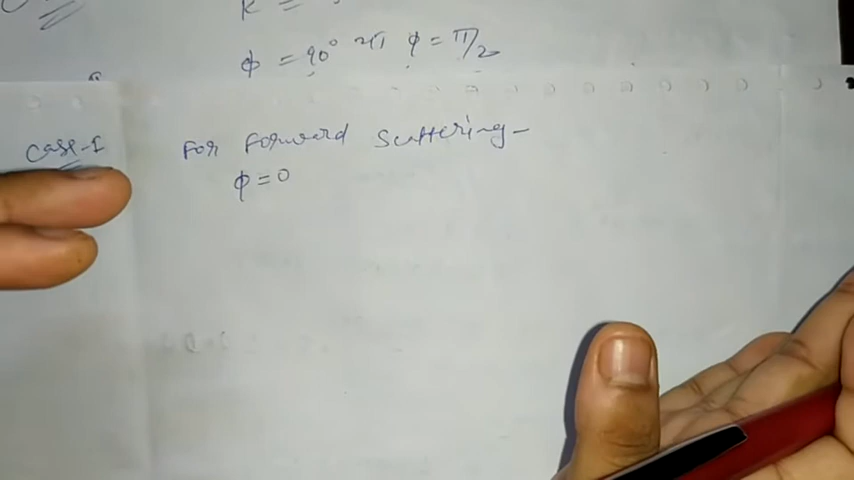 K =
ϕ = 90° या ϕ = π/2
Case-I
For Forward Scattering-
ϕ = 0